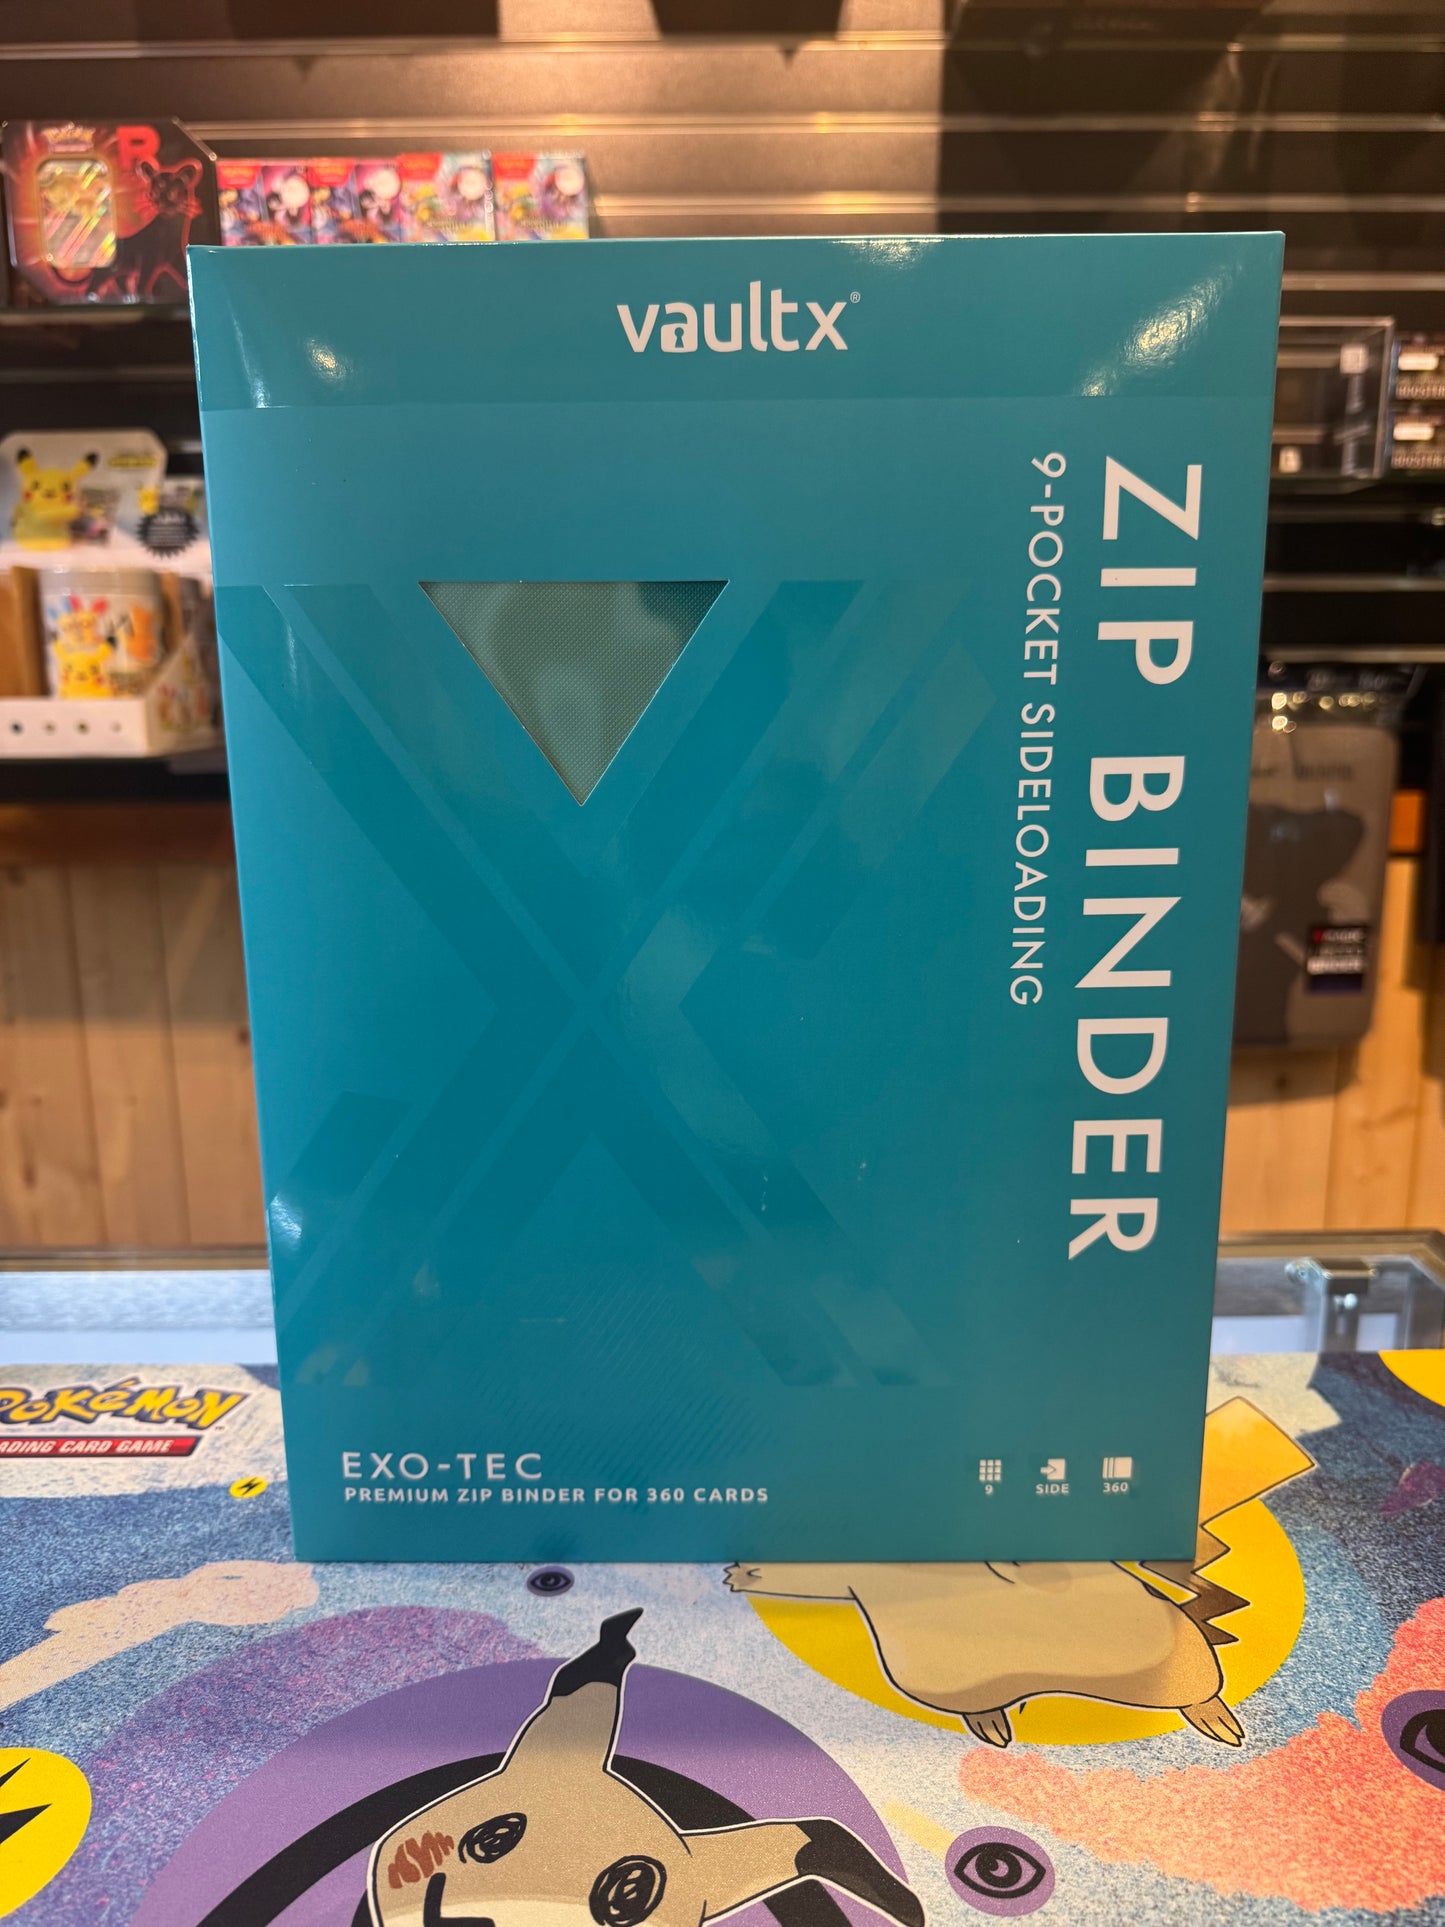 vaultx®
ZIP BINDER
9-POCKET SIDELOADING
EXO-TEC
PREMIUM ZIP BINDER FOR 360 CARDS
9
SIDE
360
POKÉMON
TRADING CARD GAME
R
BINDER